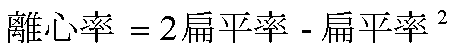 離心率 = 2扁平率 - 扁平率²